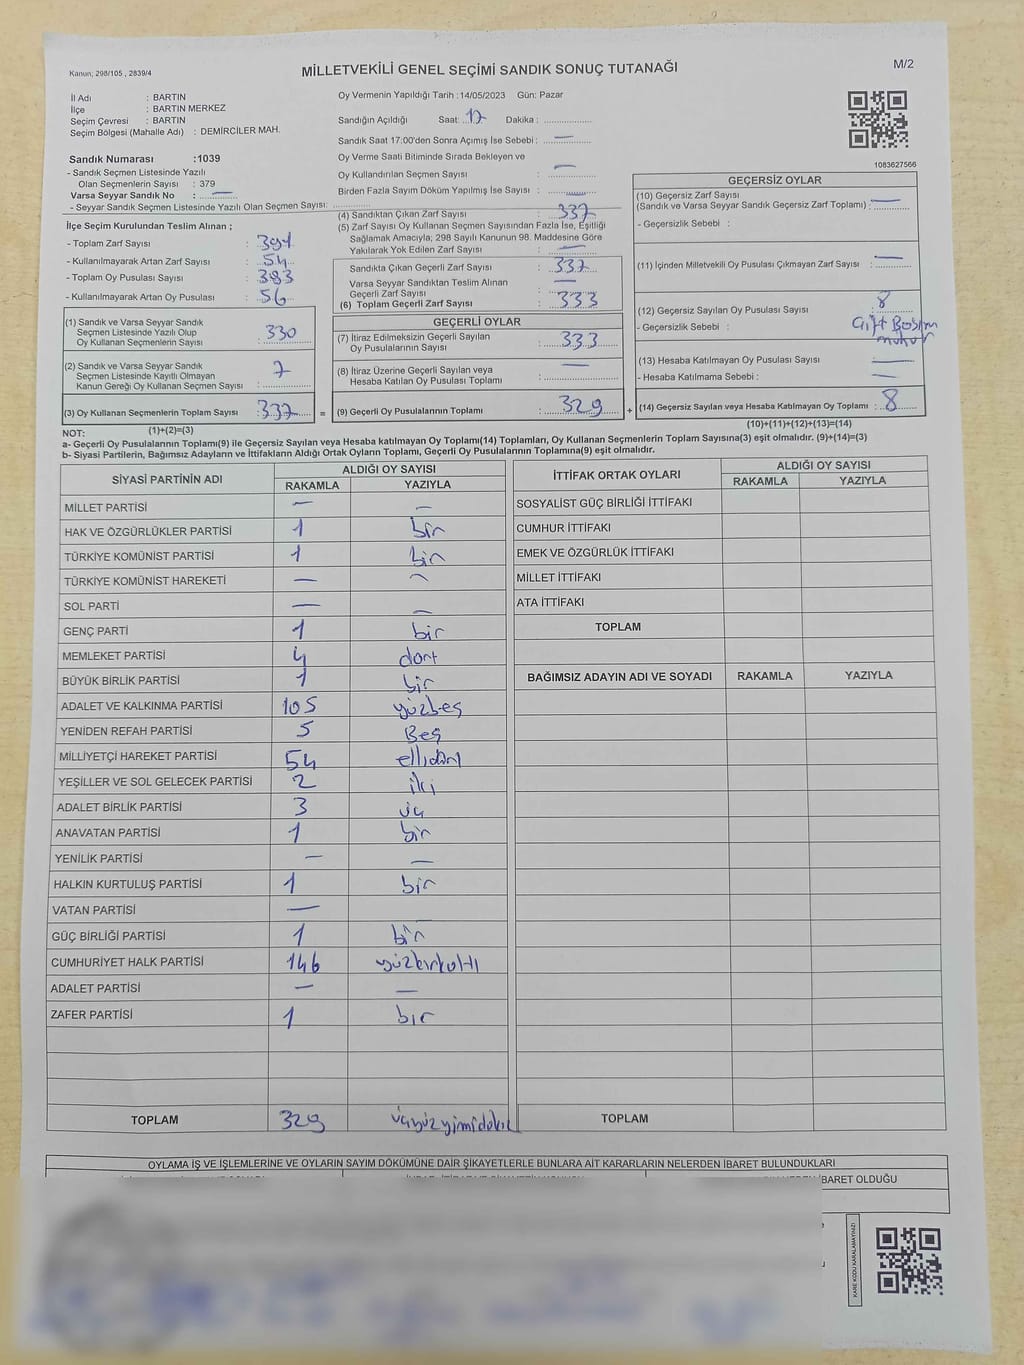 Kanun; 298/105 , 2839/4
MİLLETVEKİLİ GENEL SEÇİMİ SANDIK SONUÇ TUTANAĞI
M/2
İl Adı : BARTIN
İlçe : BARTIN MERKEZ
Seçim Çevresi : BARTIN
Seçim Bölgesi (Mahalle Adı) : DEMİRCİLER MAH.
Oy Vermenin Yapıldığı Tarih :14/05/2023 Gün: Pazar
Sandığın Açıldığı Saat: 17 Dakika :
Sandık Saat 17:00'den Sonra Açımış İse Sebebi : —
Oy Verme Saati Bitiminde Sırada Bekleyen ve
Oy Kullandırılan Seçmen Sayısı : —
Birden Fazla Sayım Döküm Yapılmış İse Sayısı : —
1083627566
Sandık Numarası :1039
- Sandık Seçmen Listesinde Yazılı
Olan Seçmenlerin Sayısı : 379
Varsa Seyyar Sandık No : —
- Seyyar Sandık Seçmen Listesinde Yazılı Olan Seçmen Sayısı:
İlçe Seçim Kurulundan Teslim Alınan ;
- Toplam Zarf Sayısı : 391
- Kullanılmayarak Artan Zarf Sayısı : 54
- Toplam Oy Pusulası Sayısı : 383
- Kullanılmayarak Artan Oy Pusulası : 56
(1) Sandık ve Varsa Seyyar Sandık
Seçmen Listesinde Yazılı Olup
Oy Kullanan Seçmenlerin Sayısı : 330
(2) Sandık ve Varsa Seyyar Sandık
Seçmen Listesinde Kayıtlı Olmayan
Kanun Gereği Oy Kullanan Seçmen Sayısı : 7
(3) Oy Kullanan Seçmenlerin Toplam Sayısı : 337 =
(1)+(2)=(3)
(4) Sandıktan Çıkan Zarf Sayısı : 337
(5) Zarf Sayısı Oy Kullanan Seçmen Sayısından Fazla İse, Eşitliği
Sağlamak Amacıyla; 298 Sayılı Kanunun 98. Maddesine Göre
Yakılarak Yok Edilen Zarf Sayısı : —
Sandıkta Çıkan Geçerli Zarf Sayısı : 337
Varsa Seyyar Sandıktan Teslim Alınan
Geçerli Zarf Sayısı : —
(6) Toplam Geçerli Zarf Sayısı : 333
GEÇERLİ OYLAR
(7) İtiraz Edilmeksizin Geçerli Sayılan
Oy Pusulalarının Sayısı : 333
(8) İtiraz Üzerine Geçerli Sayılan veya
Hesaba Katılan Oy Pusulası Toplamı : —
(9) Geçerli Oy Pusulalarının Toplamı : 329 +
GEÇERSİZ OYLAR
(10) Geçersiz Zarf Sayısı
(Sandık ve Varsa Seyyar Sandık Geçersiz Zarf Toplamı) : —
- Geçersizlik Sebebi :
(11) İçinden Milletvekili Oy Pusulası Çıkmayan Zarf Sayısı : —
(12) Geçersiz Sayılan Oy Pusulası Sayısı : 8
- Geçersizlik Sebebi : Çift Basım
mühür
(13) Hesaba Katılmayan Oy Pusulası Sayısı : —
- Hesaba Katılmama Sebebi : —
(14) Geçersiz Sayılan veya Hesaba Katılmayan Oy Toplamı : 8
(10)+(11)+(12)+(13)=(14)
NOT:
a- Geçerli Oy Pusulalarının Toplamı(9) ile Geçersiz Sayılan veya Hesaba katılmayan Oy Toplamı(14) Toplamları, Oy Kullanan Seçmenlerin Toplam Sayısına(3) eşit olmalıdır. (9)+(14)=(3)
b- Siyasi Partilerin, Bağımsız Adayların ve İttifakların Aldığı Ortak Oyların Toplamı, Geçerli Oy Pusulalarının Toplamına(9) eşit olmalıdır.
SİYASİ PARTİNİN ADI ALDIĞI OY SAYISI
RAKAMLA YAZIYLA
MİLLET PARTİSİ — —
HAK VE ÖZGÜRLÜKLER PARTİSİ 1 bir
TÜRKİYE KOMÜNİST PARTİSİ 1 bir
TÜRKİYE KOMÜNİST HAREKETİ — —
SOL PARTİ — —
GENÇ PARTİ 1 bir
MEMLEKET PARTİSİ 4 dort
BÜYÜK BİRLİK PARTİSİ 1 bir
ADALET VE KALKINMA PARTİSİ 105 yüzbeş
YENİDEN REFAH PARTİSİ 5 Beş
MİLLİYETÇİ HAREKET PARTİSİ 54 ellidört
YEŞİLLER VE SOL GELECEK PARTİSİ 2 iki
ADALET BİRLİK PARTİSİ 3 üç
ANAVATAN PARTİSİ 1 bir
YENİLİK PARTİSİ — —
HALKIN KURTULUŞ PARTİSİ 1 bir
VATAN PARTİSİ — —
GÜÇ BİRLİĞİ PARTİSİ 1 bir
CUMHURİYET HALK PARTİSİ 146 yüzkırkaltı
ADALET PARTİSİ — —
ZAFER PARTİSİ 1 bir
TOPLAM 329 üçyüzyirmidokuz
İTTİFAK ORTAK OYLARI ALDIĞI OY SAYISI
RAKAMLA YAZIYLA
SOSYALİST GÜÇ BİRLİĞİ İTTİFAKI
CUMHUR İTTİFAKI
EMEK VE ÖZGÜRLÜK İTTİFAKI
MİLLET İTTİFAKI
ATA İTTİFAKI
TOPLAM
BAĞIMSIZ ADAYIN ADI VE SOYADI RAKAMLA YAZIYLA
TOPLAM
OYLAMA İŞ VE İŞLEMLERİNE VE OYLARIN SAYIM DÖKÜMÜNE DAİR ŞİKAYETLERLE BUNLARA AİT KARARLARIN NELERDEN İBARET BULUNDUKLARI
İBARET OLDUĞU
KARE KODU KARALAMAYINIZ!